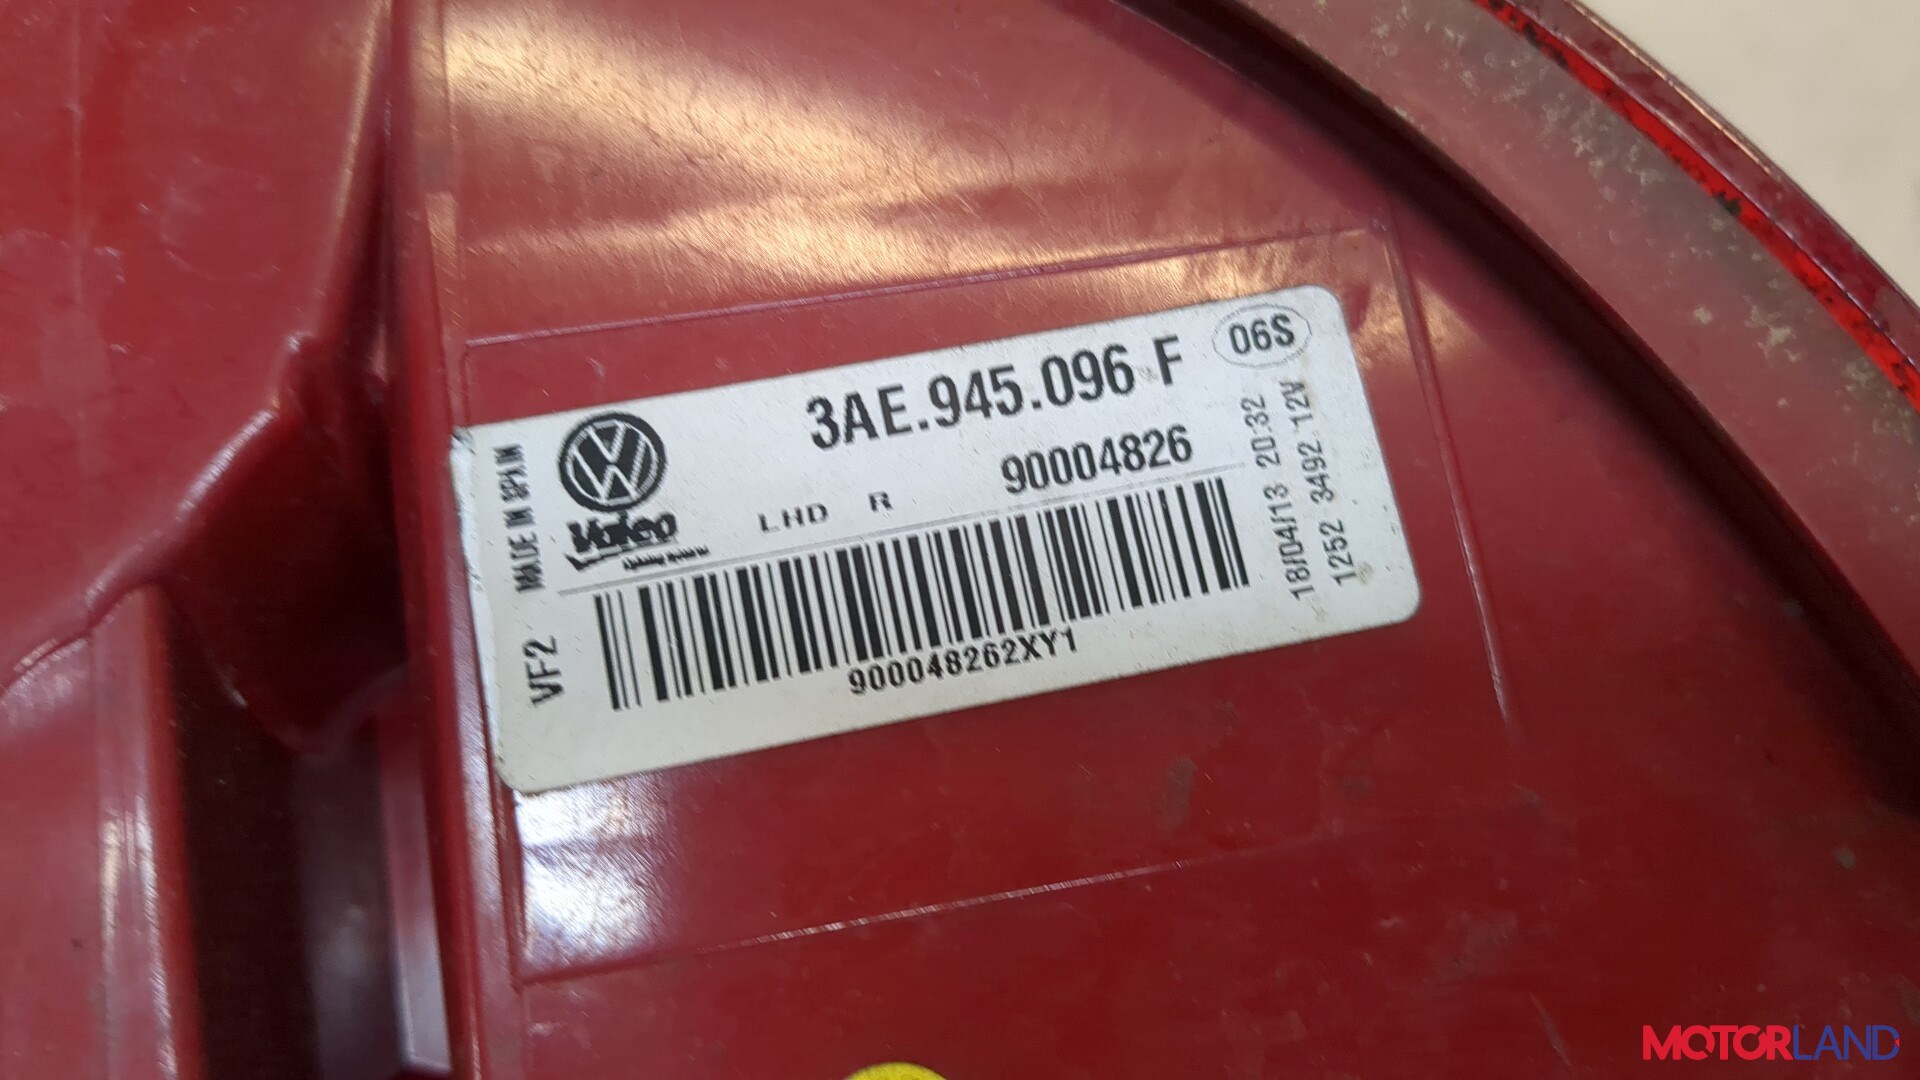 3AE.945.096 F
06S
MADE IN SPAIN
Valeo
LHD R
90004826
18/04/13 20:32
1252 3492 12V
VF2
900048262XY1
MOTORLAND